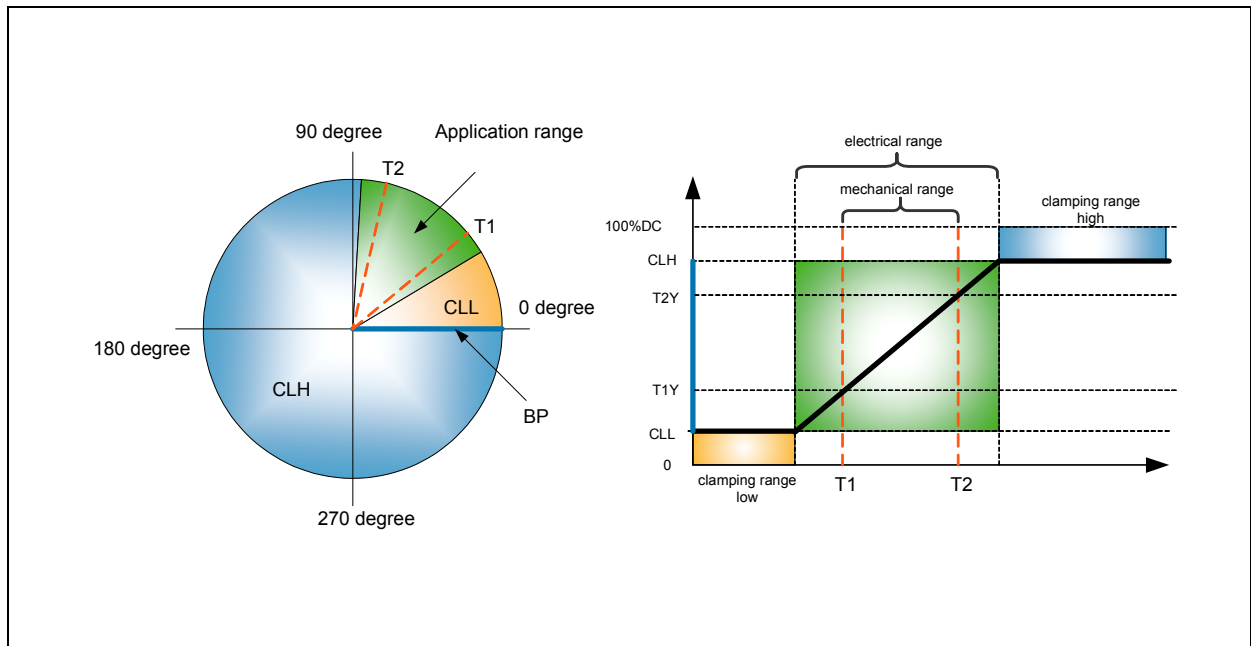 90 degree
Application range
T2
T1
0 degree
CLL
180 degree
CLH
BP
270 degree
electrical range
mechanical range
clamping range
high
100%DC
CLH
T2Y
T1Y
CLL
0
clamping range
low
T1
T2